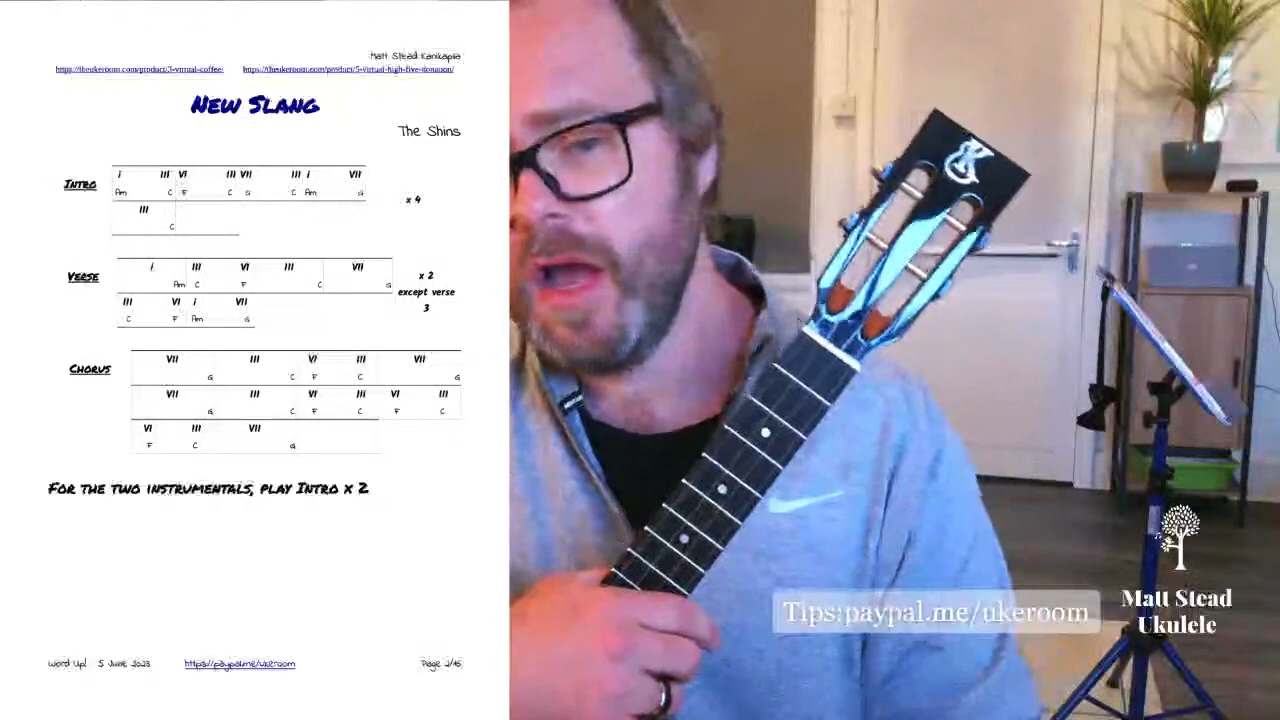 Matt Stead Kanikapila
https://theukeroom.com/product/3-virtual-coffee/ https://theukeroom.com/product/5-virtual-high-five-donation/
New Slang
The Shins
Intro
i III VI III VII III i VII
Am C F C G C Am G
x 4
III
C
Verse
i III VI III VII
Am C F C G
x 2
except verse
3
III VI i VII
C F Am G
Chorus
VII III VI III VII
G C F C G
VII III VI III VI III
G C F C F C
VI III VII
F C G
For the two instrumentals, play Intro x 2
Word Up! 5 June 2023 https://paypal.me/ukeroom Page 2/16
K
Tips:paypal.me/ukeroom
Matt Stead
Ukulele